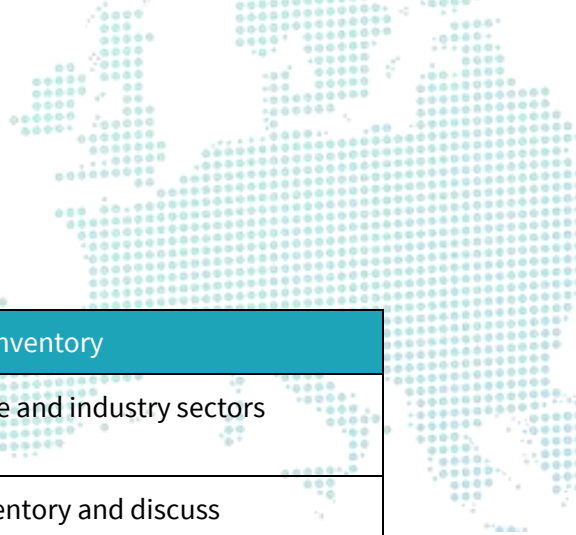 nventory
e and industry sectors
entory and discuss